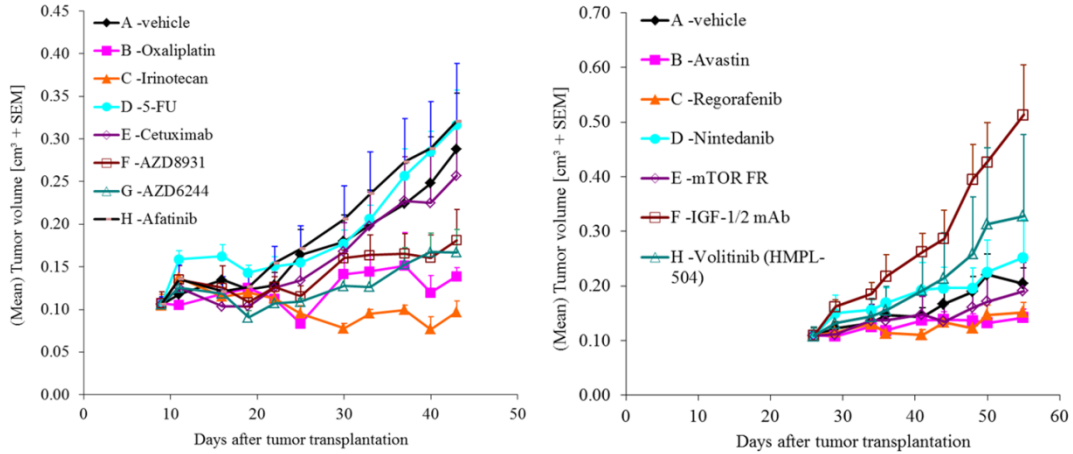 0.45
0.40
0.35
0.30
0.25
0.20
0.15
0.10
0.05
0.00
(Mean) Tumor volume [cm³ + SEM]
A -vehicle
B -Oxaliplatin
C -Irinotecan
D -5-FU
E -Cetuximab
F -AZD8931
G -AZD6244
H -Afatinib
0
10
20
30
40
50
Days after tumor transplantation
0.70
0.60
0.50
0.40
0.30
0.20
0.10
0.00
(Mean) Tumor volume [cm³ + SEM]
A -vehicle
B -Avastin
C -Regorafenib
D -Nintedanib
E -mTOR FR
F -IGF-1/2 mAb
H -Volitinib (HMPL-
504)
0
10
20
30
40
50
60
Days after tumor transplantation